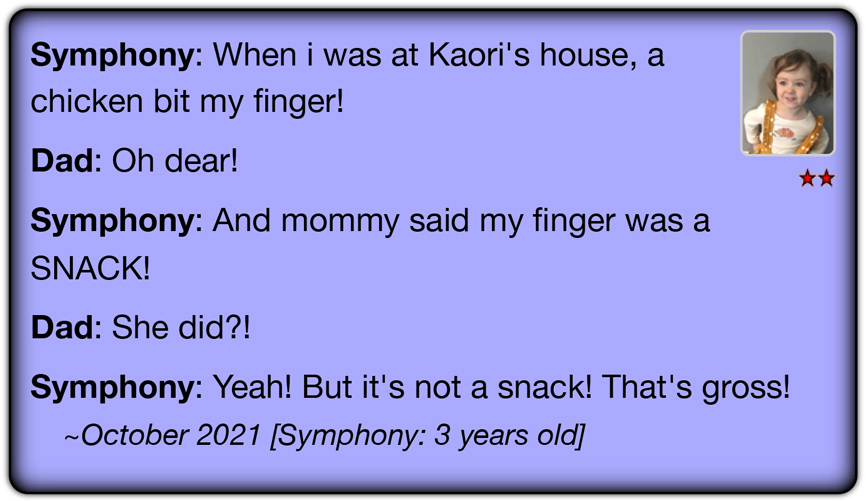 Symphony: When i was at Kaori's house, a
chicken bit my finger!
Dad: Oh dear!
Symphony: And mommy said my finger was a
SNACK!
Dad: She did?!
Symphony: Yeah! But it's not a snack! That's gross!
~October 2021 [Symphony: 3 years old]